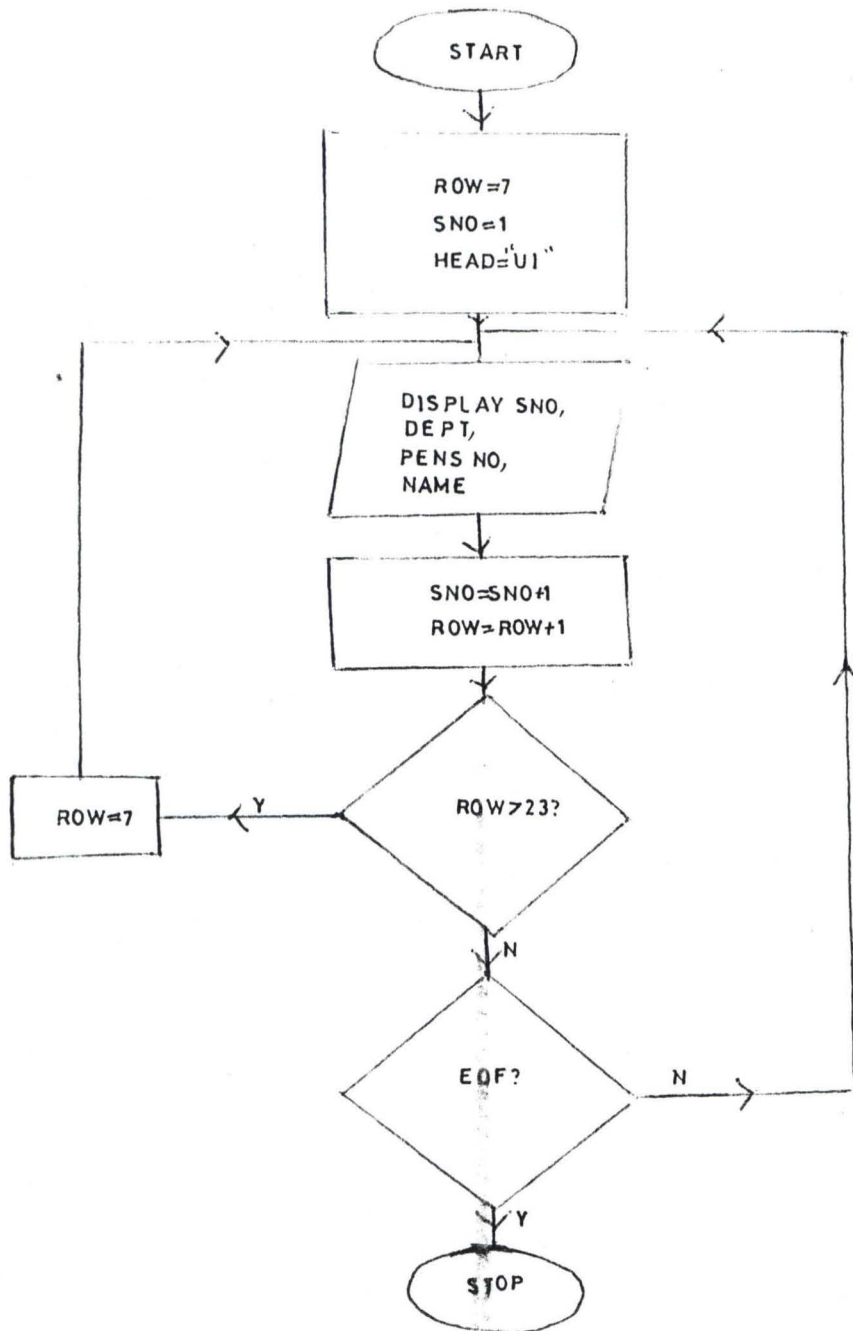 START
ROW=7
SNO=1
HEAD="U1"
DISPLAY SNO,
DEPT,
PENS NO,
NAME
SNO=SNO+1
ROW=ROW+1
ROW>23?
Y
ROW=7
N
EOF?
N
Y
STOP